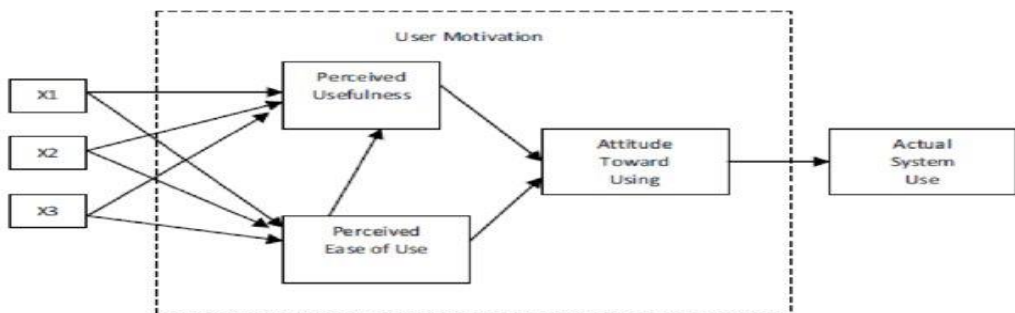 User Motivation
X1
X2
X3
Perceived
Usefulness
Perceived
Ease of Use
Attitude
Toward
Using
Actual
System
Use